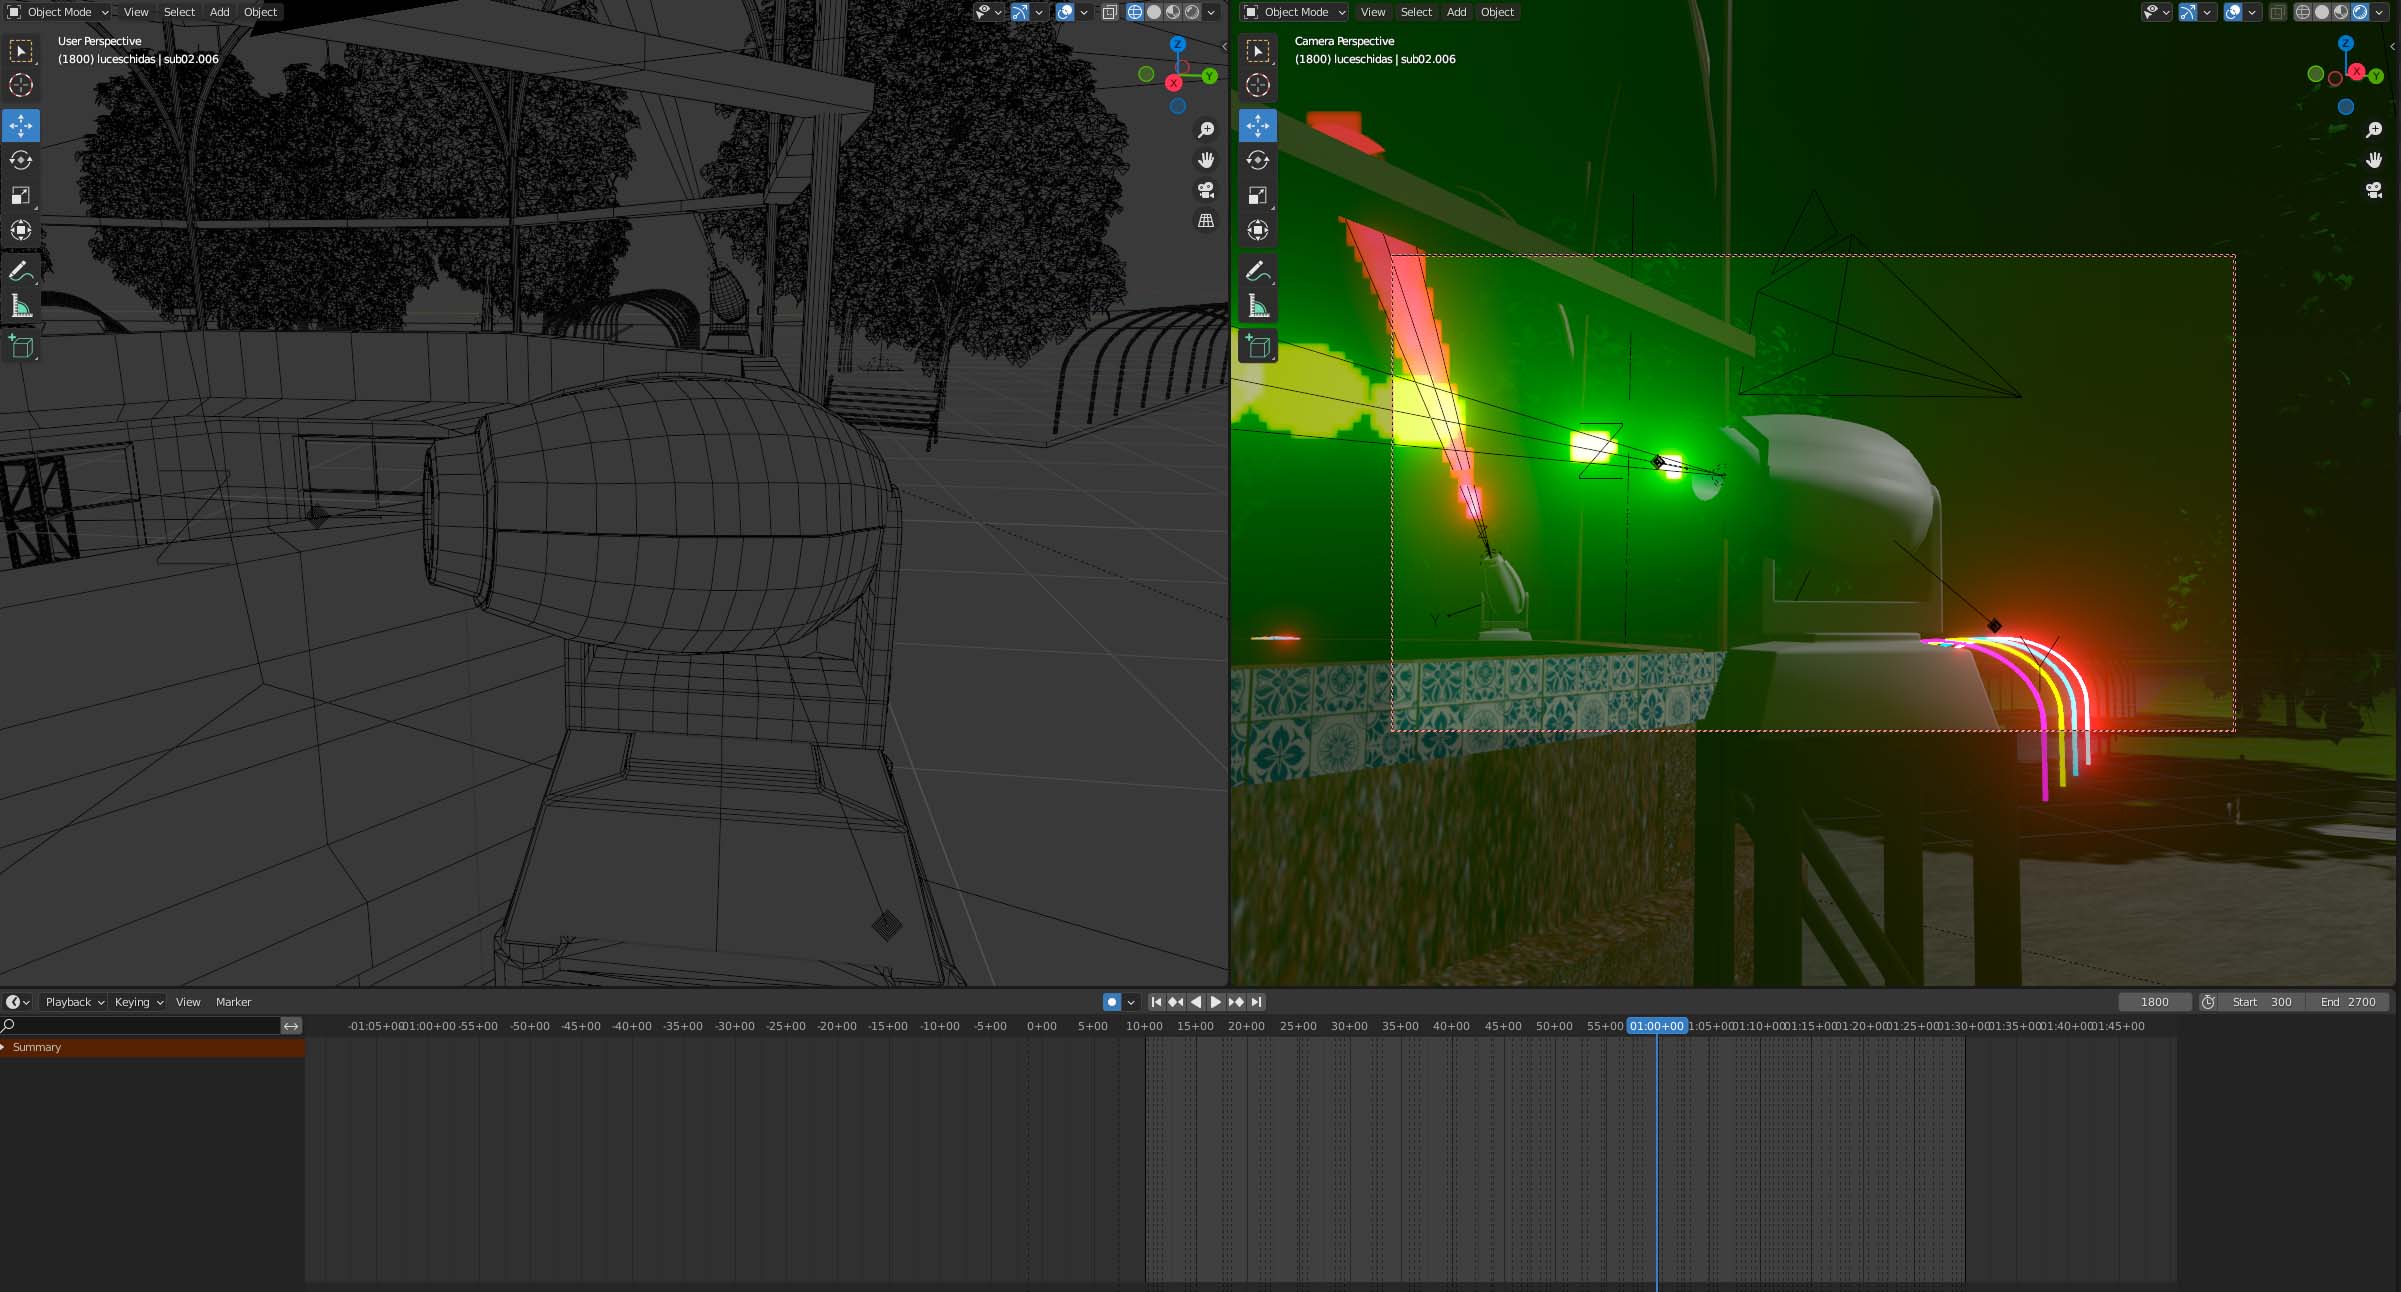 Object Mode View Select Add Object
User Perspective
(1800) luceschidas | sub02.006
Z
Y
X
Object Mode View Select Add Object
Camera Perspective
(1800) luceschidas | sub02.006
Z
X
Y
Playback Keying View Marker
1800 Start 300 End 2700
-01:05+00 -01:00+00 -55+00 -50+00 -45+00 -40+00 -35+00 -30+00 -25+00 -20+00 -15+00 -10+00 -5+00 0+00 5+00 10+00 15+00 20+00 25+00 30+00 35+00 40+00 45+00 50+00 55+00 01:00+00 01:05+00 01:10+00 01:15+00 01:20+00 01:25+00 01:30+00 01:35+00 01:40+00 01:45+00
Summary